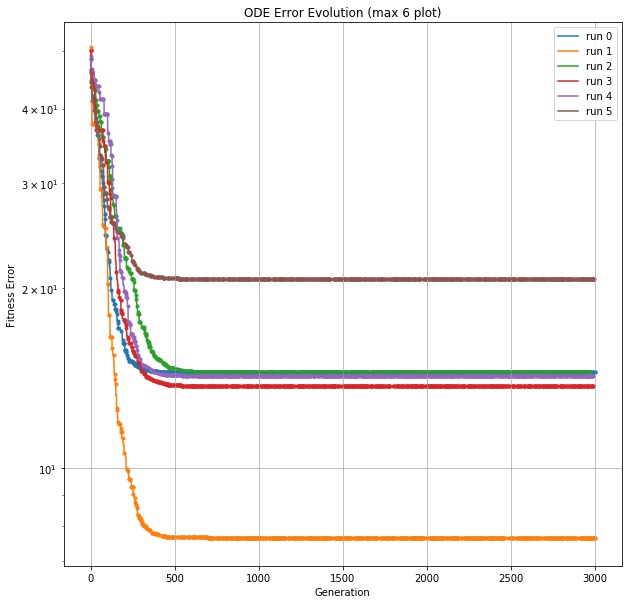 ODE Error Evolution (max 6 plot)
run 0
run 1
run 2
run 3
run 4
run 5
4 × 10¹
3 × 10¹
2 × 10¹
10¹
Fitness Error
0 500 1000 1500 2000 2500 3000
Generation